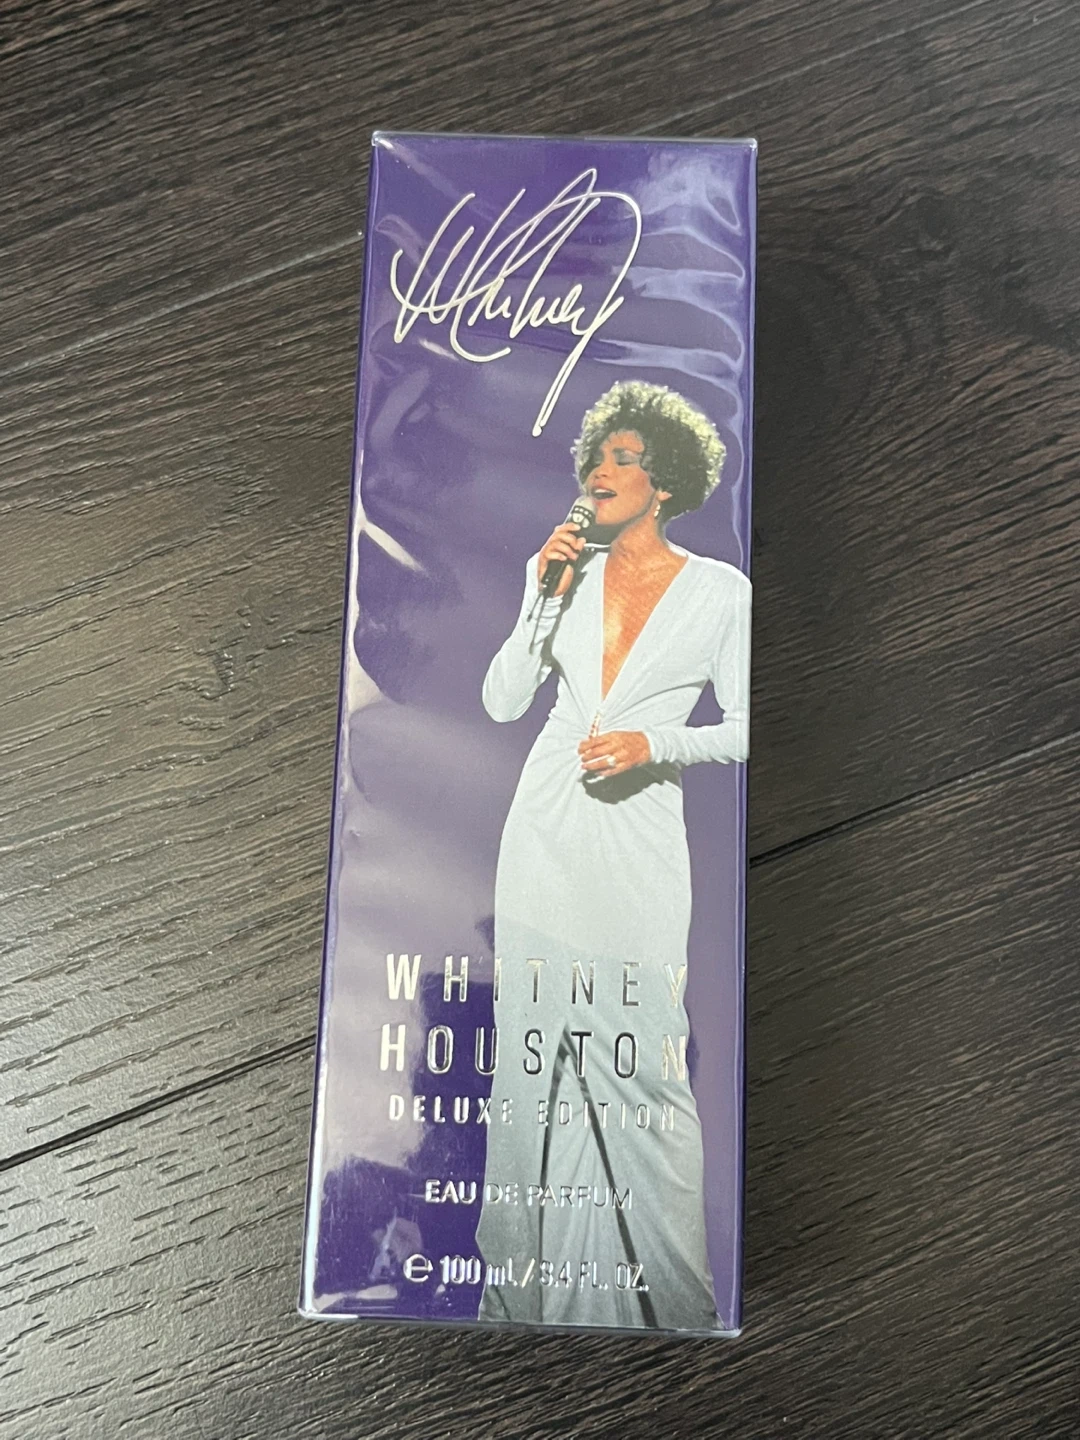 Whitney
WHITNEY
HOUSTON
DELUXE EDITION
EAU DE PARFUM
℮ 100 mL / 3.4 FL. OZ.